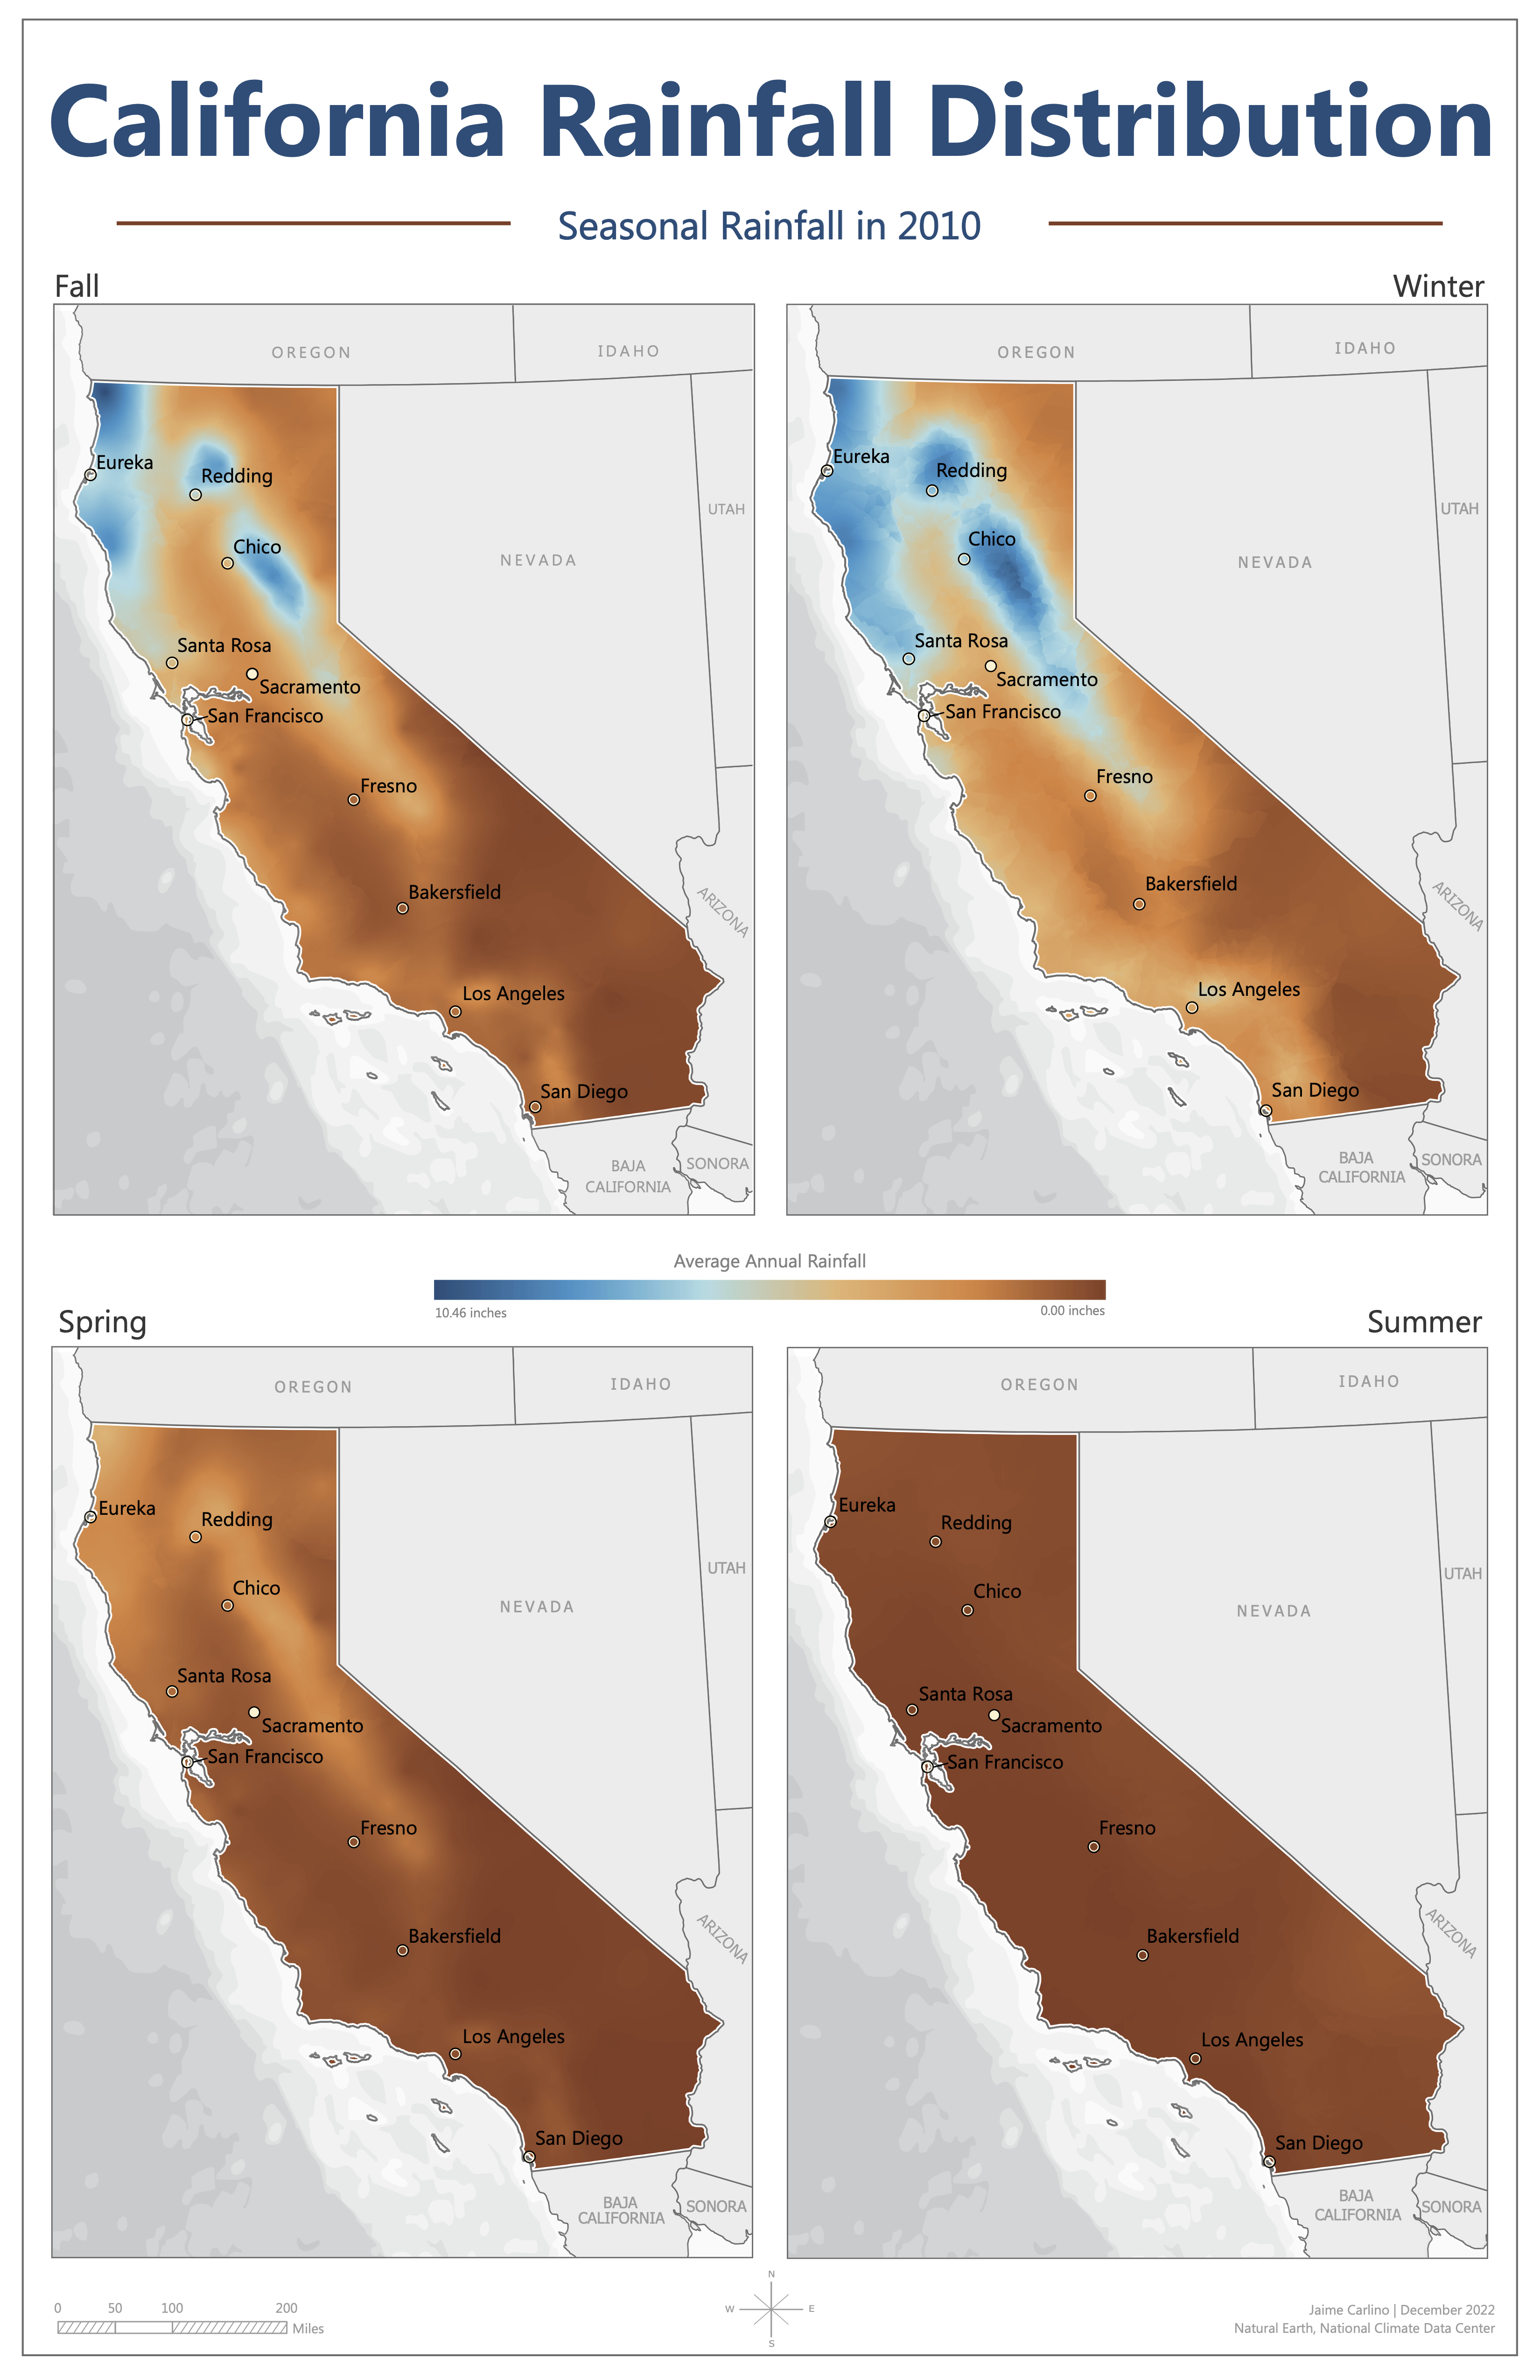 California Rainfall Distribution
Seasonal Rainfall in 2010
Fall
OREGON
IDAHO
Eureka
Redding
UTAH
Chico
NEVADA
Santa Rosa
Sacramento
San Francisco
Fresno
Bakersfield
ARIZONA
Los Angeles
San Diego
BAJA
CALIFORNIA
SONORA
Winter
OREGON
IDAHO
Eureka
Redding
UTAH
Chico
NEVADA
Santa Rosa
Sacramento
San Francisco
Fresno
Bakersfield
ARIZONA
Los Angeles
San Diego
BAJA
CALIFORNIA
SONORA
Average Annual Rainfall
10.46 inches
0.00 inches
Spring
OREGON
IDAHO
Eureka
Redding
UTAH
Chico
NEVADA
Santa Rosa
Sacramento
San Francisco
Fresno
Bakersfield
ARIZONA
Los Angeles
San Diego
BAJA
CALIFORNIA
SONORA
Summer
OREGON
IDAHO
Eureka
Redding
UTAH
Chico
NEVADA
Santa Rosa
Sacramento
San Francisco
Fresno
Bakersfield
ARIZONA
Los Angeles
San Diego
BAJA
CALIFORNIA
SONORA
0 50 100 200
Miles
N
W E
S
Jaime Carlino | December 2022
Natural Earth, National Climate Data Center